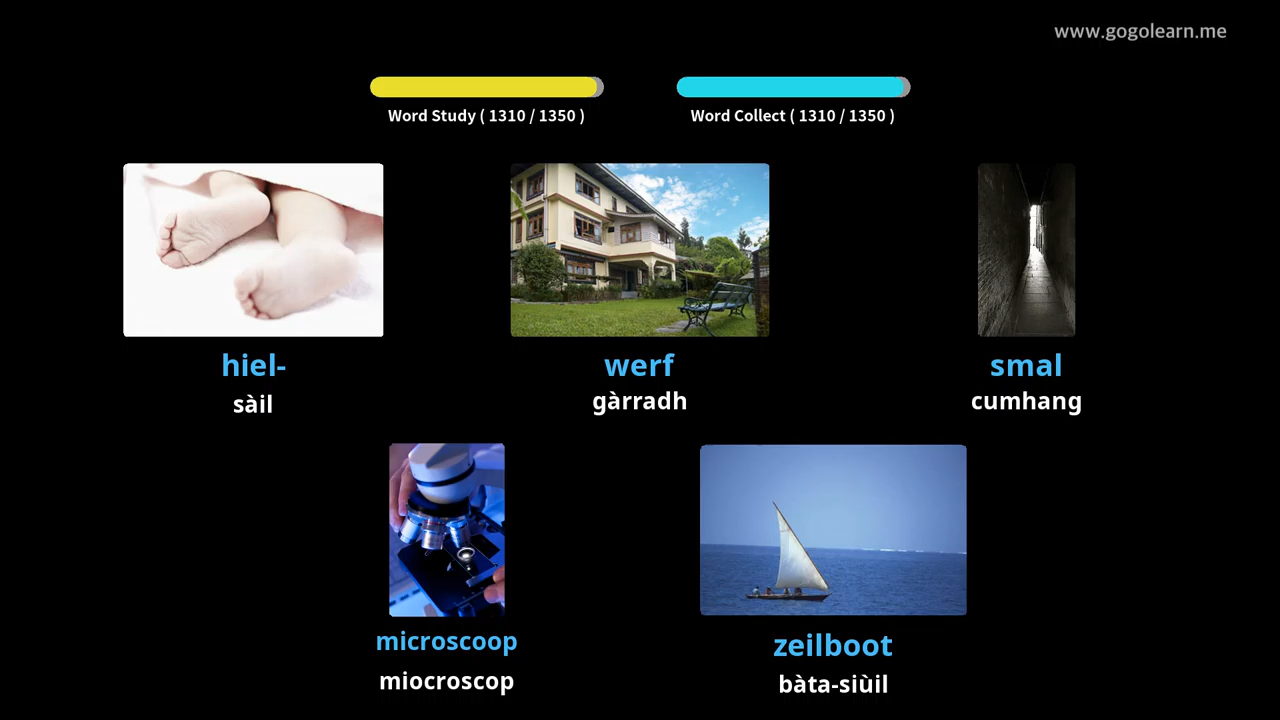 www.gogolearn.me
Word Study ( 1310 / 1350 )
Word Collect ( 1310 / 1350 )
hiel-
sàil
werf
gàrradh
smal
cumhang
microscoop
miocroscop
zeilboot
bàta-siùil